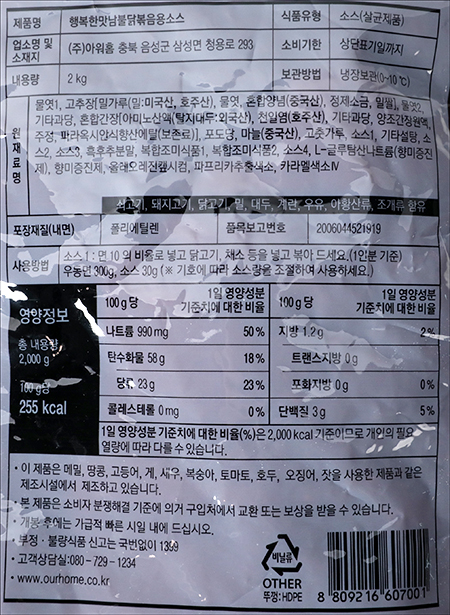 제품명 행복한맛남불닭볶음용소스 식품유형 소스(살균제품)
업소명 및 소재지 (주)아워홈 충북 음성군 삼성면 청용로 293 소비기한 상단표기일까지
내용량 2 kg 보관방법 냉장보관(0~10℃)
원재료명
물엿1, 고추장{밀가루(밀:미국산, 호주산), 물엿, 혼합양념(중국산), 정제소금, 밀쌀}, 물엿2,
기타과당, 혼합간장{아미노산액(탈지대두:외국산), 천일염(호주산), 기타과당, 양조간장원액,
주정, 파라옥시안식향산에틸(보존료)}, 포도당, 마늘(중국산), 고춧가루, 소스1, 기타설탕, 소
스2, 소스3, 흑후추분말, 복합조미식품1, 복합조미식품2, 소스4, L-글루탐산나트륨(향미증진
제), 향미증진제, 올레오레진캡시컴, 파프리카추출색소, 카라멜색소Ⅳ
쇠고기, 돼지고기, 닭고기, 밀, 대두, 계란, 우유, 아황산류, 조개류 함유
포장재질(내면) 폴리에틸렌 품목보고번호 2006044521919
사용방법 소스 1 : 면 10 의 비율로 넣고 닭고기, 채소 등을 넣고 볶아 드세요.(1인분 기준)
우동면 300g, 소스 30g (※ 기호에 따라 소스량을 조절하여 사용하세요.)
영양정보
총 내용량
2,000 g
100 g당
255 kcal
100 g당 1일 영양성분 기준치에 대한 비율 100 g당 1일 영양성분 기준치에 대한 비율
나트륨 990 mg 50 % 지방 1.2 g 2 %
탄수화물 58 g 18 % 트랜스지방 0 g
당류 23 g 23 % 포화지방 0 g 0 %
콜레스테롤 0 mg 0 % 단백질 3 g 5 %
1일 영양성분 기준치에 대한 비율(%)은 2,000 kcal 기준이므로 개인의 필요
열량에 따라 다를 수 있습니다.
• 이 제품은 메밀, 땅콩, 고등어, 게, 새우, 복숭아, 토마토, 호두, 오징어, 잣을 사용한 제품과 같은
제조시설에서 제조하고 있습니다.
• 본 제품은 소비자 분쟁해결 기준에 의거 구입처에서 교환 또는 보상을 받을 수 있습니다.
• 개봉 후에는 가급적 빠른 시일 내에 드십시오.
• 부정 · 불량식품 신고는 국번없이 1399
• 고객상담실 : 080 - 729 - 1234
• www.ourhome.co.kr
비닐류
OTHER
뚜껑: HDPE
8 809216 607001